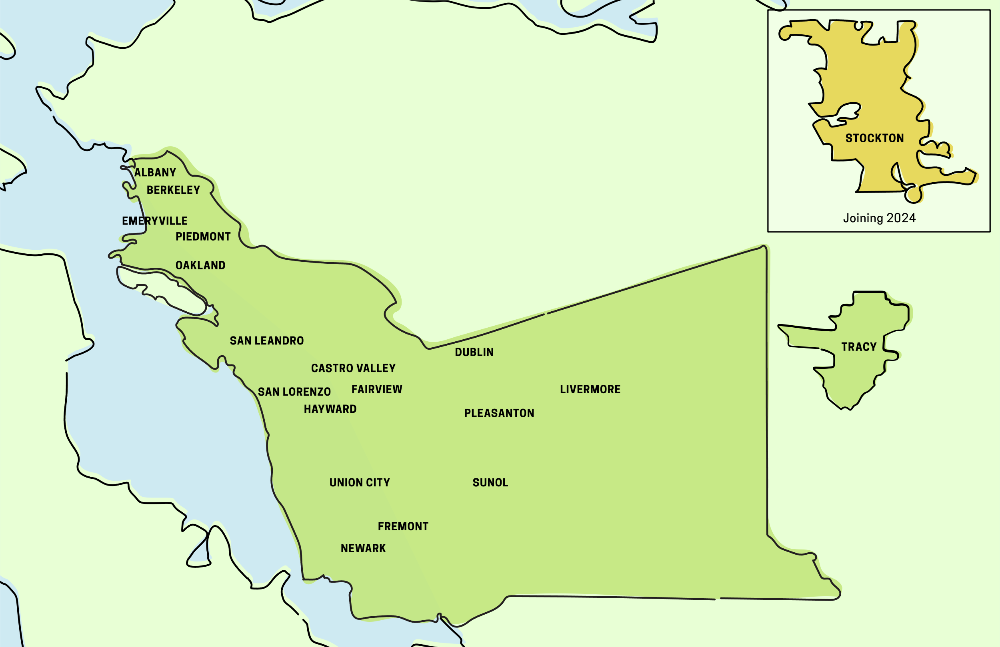 STOCKTON
Joining 2024
ALBANY
BERKELEY
EMERYVILLE
PIEDMONT
OAKLAND
SAN LEANDRO
DUBLIN
TRACY
CASTRO VALLEY
SAN LORENZO
FAIRVIEW
LIVERMORE
HAYWARD
PLEASANTON
UNION CITY
SUNOL
FREMONT
NEWARK